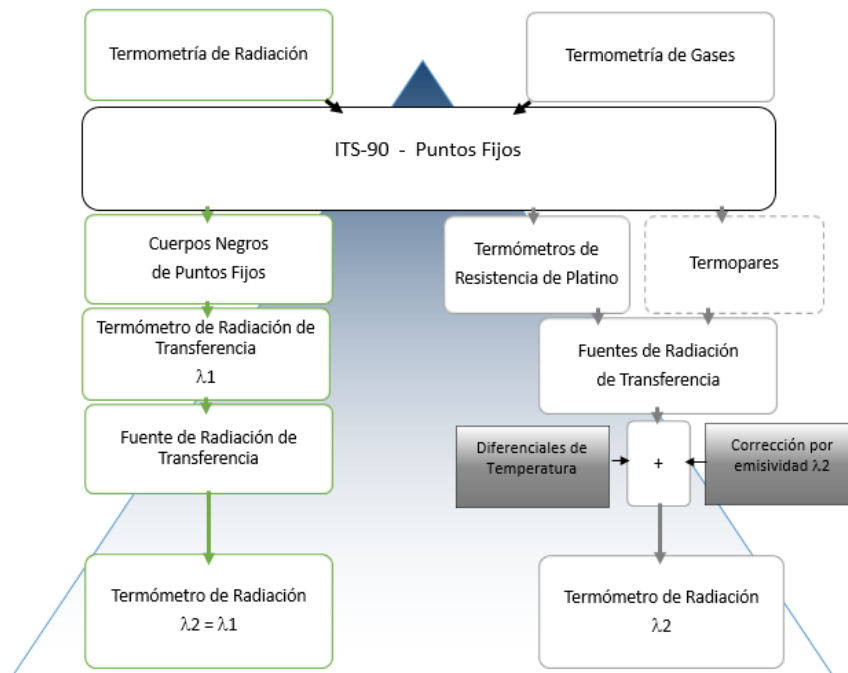 Termometría de Radiación
Termometría de Gases
ITS-90 - Puntos Fijos
Cuerpos Negros
de Puntos Fijos
Termómetros de
Resistencia de Platino
Termopares
Termómetro de Radiación de
Transferencia
λ1
Fuentes de Radiación
de Transferencia
Fuente de Radiación de
Transferencia
Diferenciales de
Temperatura
+
Corrección por
emisividad λ2
Termómetro de Radiación
λ2 = λ1
Termómetro de Radiación
λ2